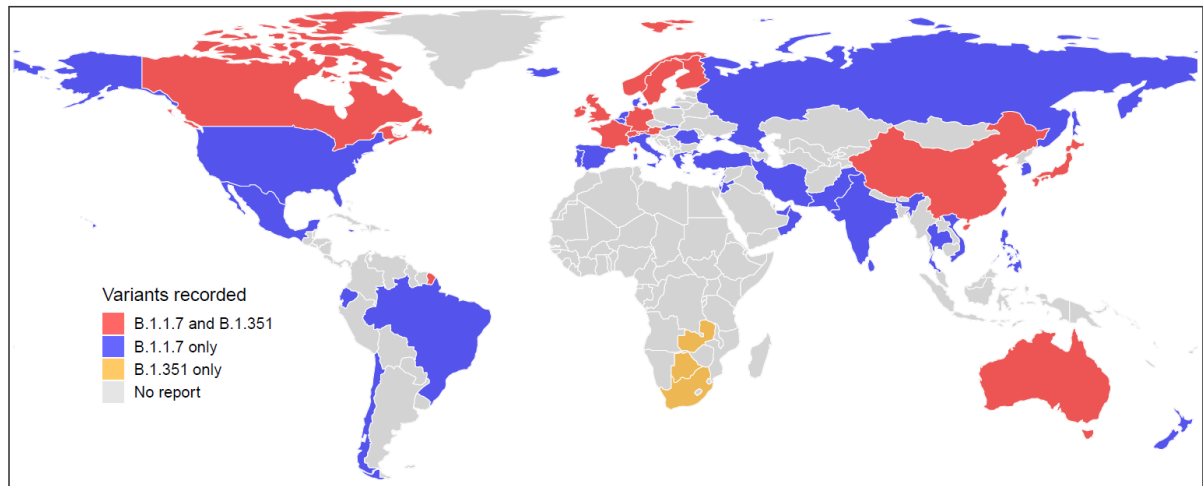 Variants recorded
B.1.1.7 and B.1.351
B.1.1.7 only
B.1.351 only
No report